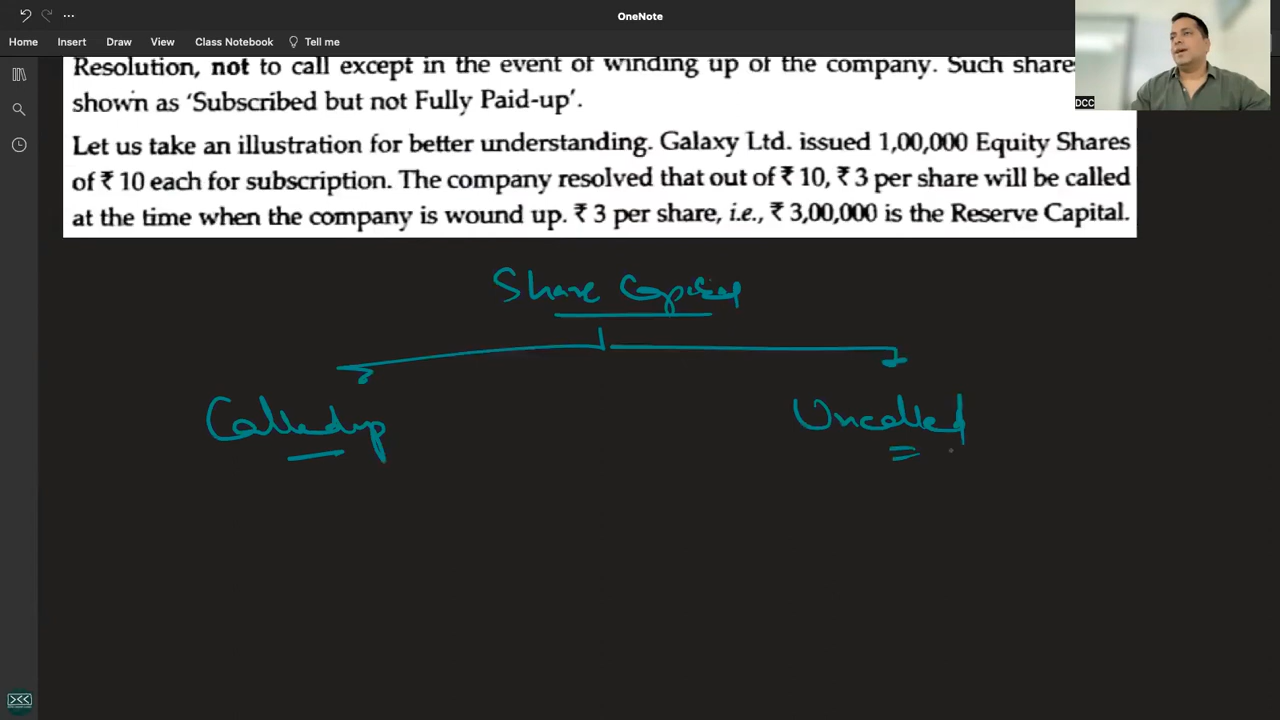 OneNote
Home Insert Draw View Class Notebook Tell me
Resolution, not to call except in the event of winding up of the company. Such share
shown as ‘Subscribed but not Fully Paid-up’.
Let us take an illustration for better understanding. Galaxy Ltd. issued 1,00,000 Equity Shares
of ₹ 10 each for subscription. The company resolved that out of ₹ 10, ₹ 3 per share will be called
at the time when the company is wound up. ₹ 3 per share, i.e., ₹ 3,00,000 is the Reserve Capital.
DCC
Share Capital
Calledup Uncalled